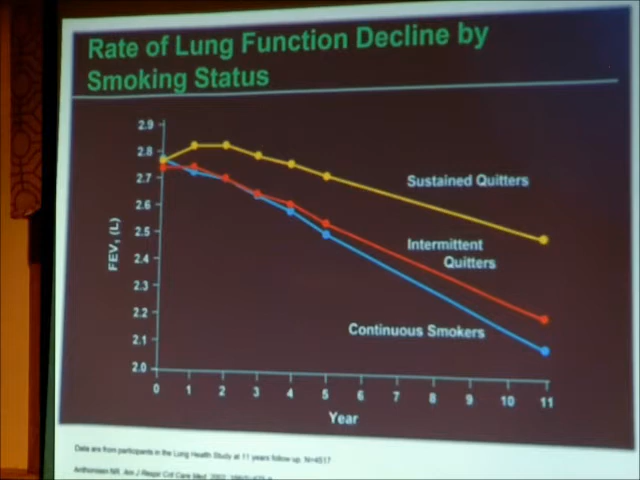 Rate of Lung Function Decline by
Smoking Status
2.9
2.8
2.7
2.6
2.5
2.4
2.3
2.2
2.1
2.0
FEV₁ (L)
Sustained Quitters
Intermittent
Quitters
Continuous Smokers
0 1 2 3 4 5 6 7 8 9 10 11
Year
Data are from participants in the Lung Health Study at 11 years follow up. N=4517
Anthonisen NR. Am J Respir Crit Care Med. 2002